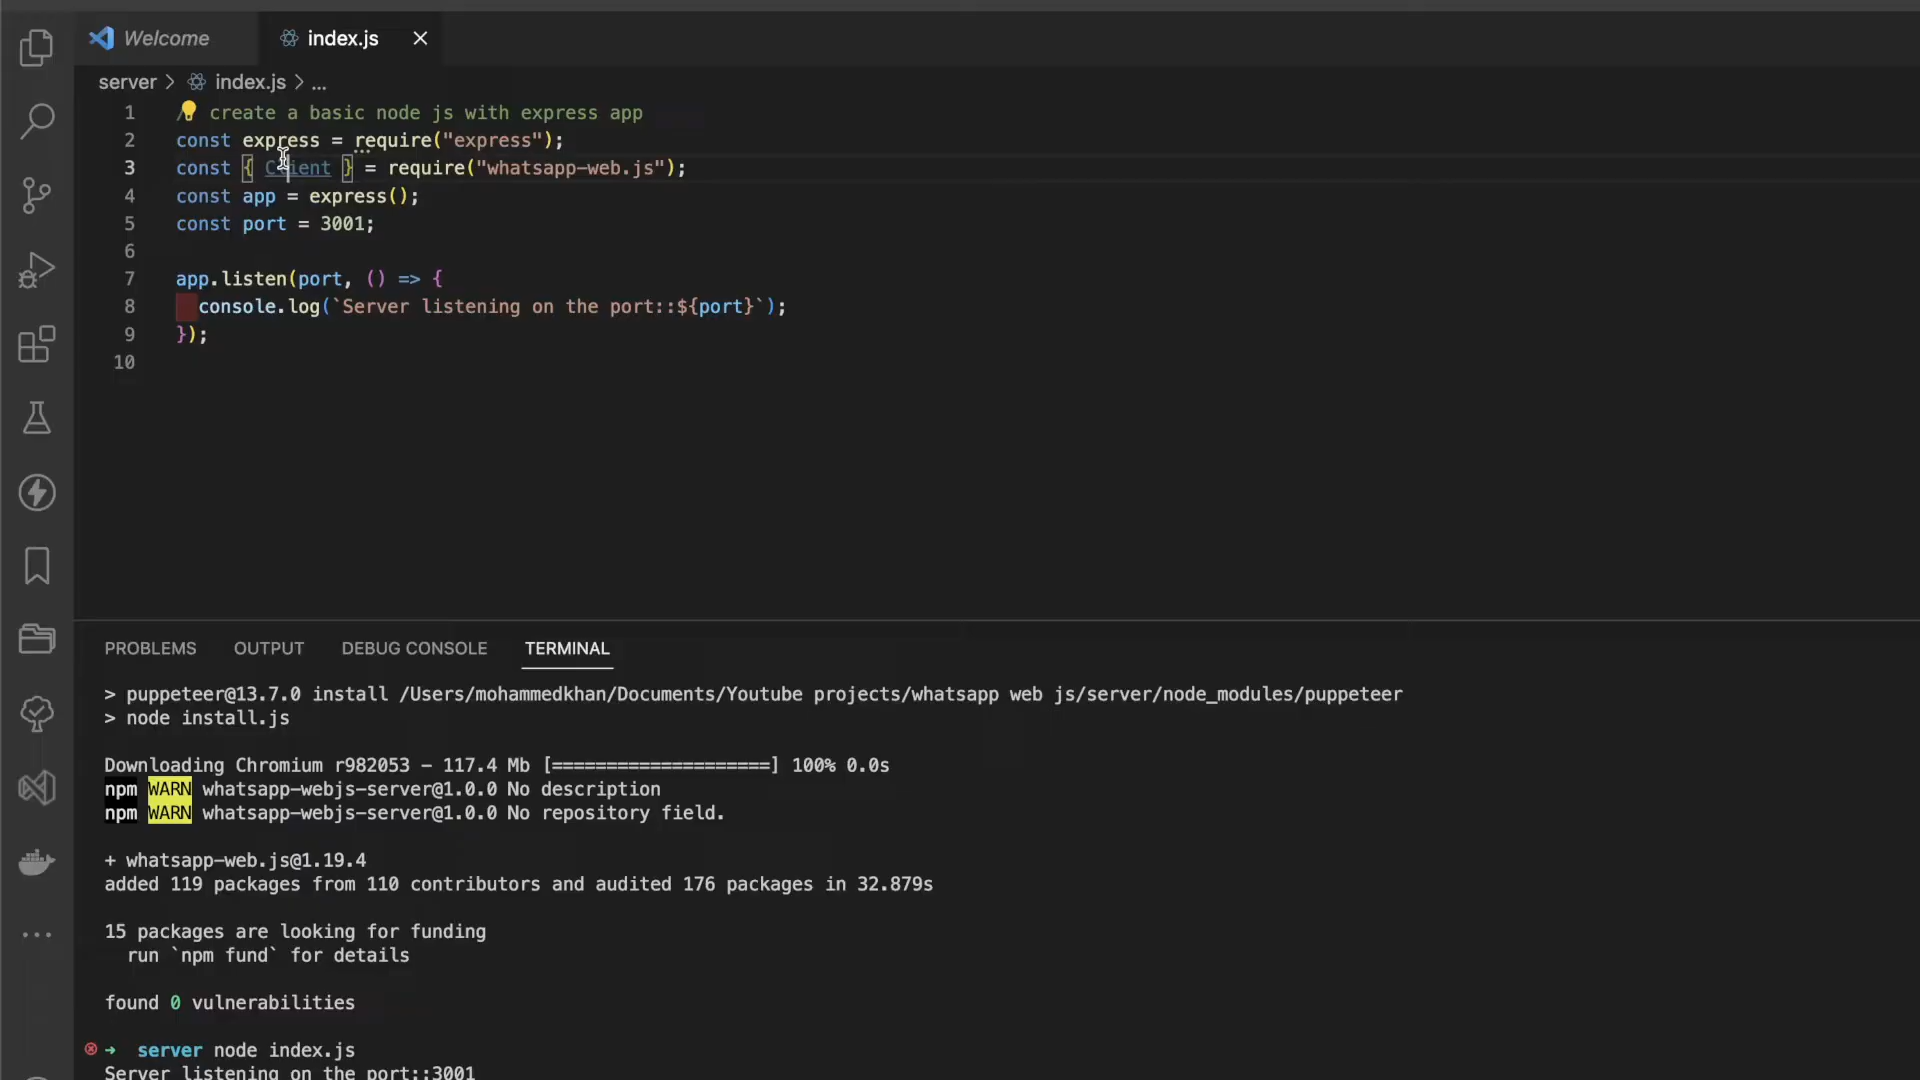 Welcome
index.js
server > index.js > ...
1 create a basic node js with express app
2 const express = require("express");
3 const { Client } = require("whatsapp-web.js");
4 const app = express();
5 const port = 3001;
6
7 app.listen(port, () => {
8 console.log(`Server listening on the port::${port}`);
9 });
10
PROBLEMS OUTPUT DEBUG CONSOLE TERMINAL
> puppeteer@13.7.0 install /Users/mohammedkhan/Documents/Youtube projects/whatsapp web js/server/node_modules/puppeteer
> node install.js
Downloading Chromium r982053 - 117.4 Mb [====================] 100% 0.0s
npm WARN whatsapp-webjs-server@1.0.0 No description
npm WARN whatsapp-webjs-server@1.0.0 No repository field.
+ whatsapp-web.js@1.19.4
added 119 packages from 110 contributors and audited 176 packages in 32.879s
15 packages are looking for funding
run `npm fund` for details
found 0 vulnerabilities
→ server node index.js
Server listening on the port::3001